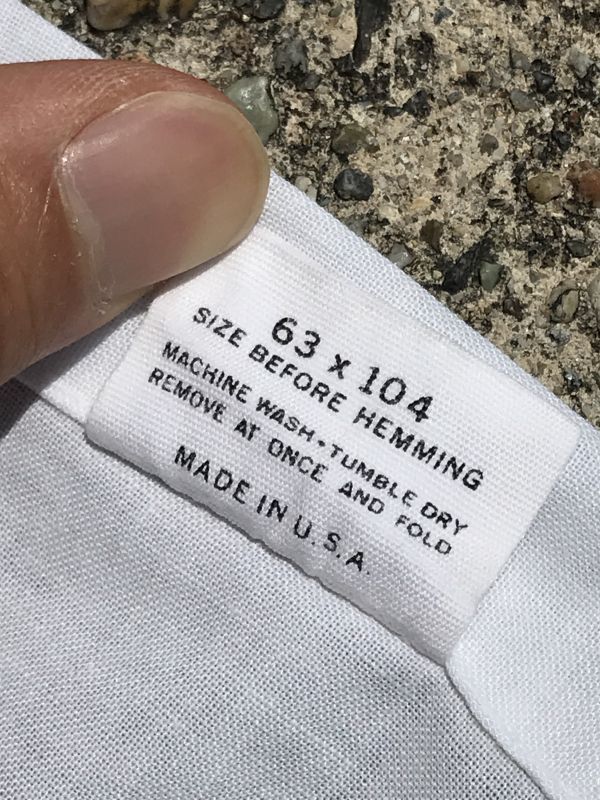 63 x 104
SIZE BEFORE HEMMING
MACHINE WASH • TUMBLE DRY
REMOVE AT ONCE AND FOLD
MADE IN U.S.A.